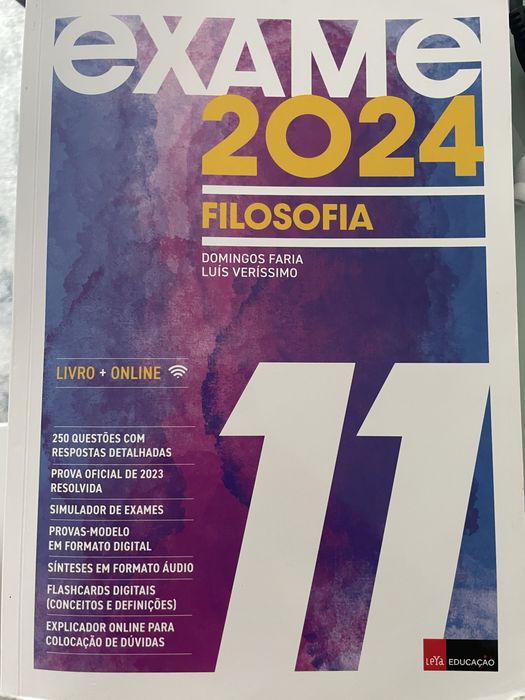 exame
2024
FILOSOFIA
DOMINGOS FARIA
LUÍS VERÍSSIMO
LIVRO + ONLINE
250 QUESTÕES COM
RESPOSTAS DETALHADAS
PROVA OFICIAL DE 2023
RESOLVIDA
SIMULADOR DE EXAMES
PROVAS-MODELO
EM FORMATO DIGITAL
SÍNTESES EM FORMATO ÁUDIO
FLASHCARDS DIGITAIS
(CONCEITOS E DEFINIÇÕES)
EXPLICADOR ONLINE PARA
COLOCAÇÃO DE DÚVIDAS
11
LEYA EDUCAÇÃO